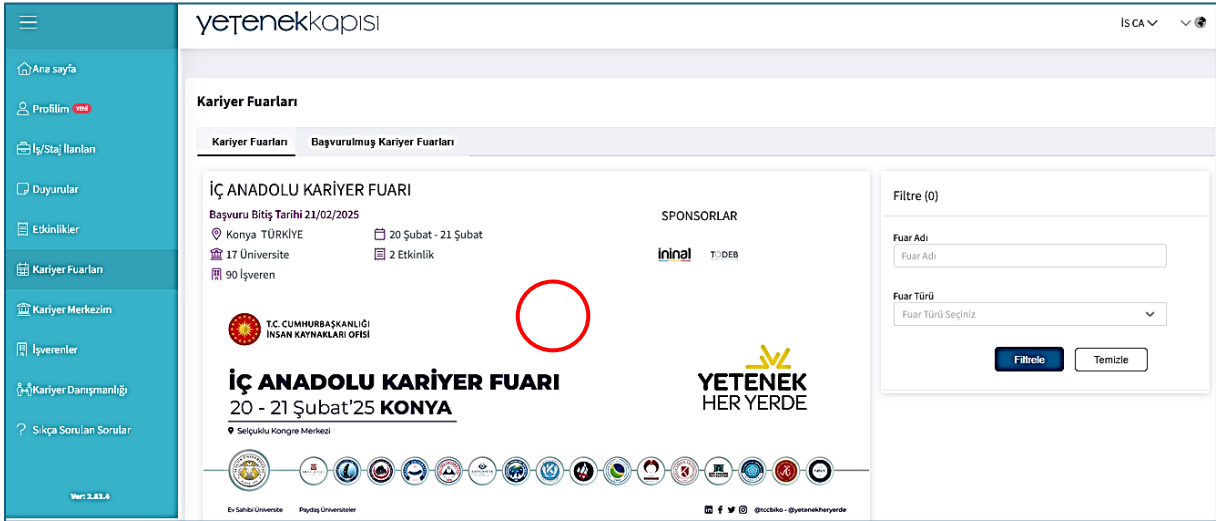 yetenekkapısı
İS CA
Ana sayfa
Profilim YENİ
İş/Staj İlanları
Duyurular
Etkinlikler
Kariyer Fuarları
Kariyer Merkezim
İşverenler
Kariyer Danışmanlığı
Sıkça Sorulan Sorular
Ver: 2.83.4
Kariyer Fuarları
Kariyer Fuarları Başvurulmuş Kariyer Fuarları
İÇ ANADOLU KARİYER FUARI
Başvuru Bitiş Tarihi 21/02/2025
Konya TÜRKİYE 20 Şubat - 21 Şubat
17 Üniversite 2 Etkinlik
90 İşveren
SPONSORLAR
ininal TÖDEB
T.C. CUMHURBAŞKANLIĞI
İNSAN KAYNAKLARI OFİSİ
İÇ ANADOLU KARİYER FUARI
20 - 21 Şubat'25 KONYA
Selçuklu Kongre Merkezi
YETENEK
HER YERDE
Ev Sahibi Üniversite Paydaş Üniversiteler
@tccbiko - @yetenekheryerde
Filtre (0)
Fuar Adı
Fuar Adı
Fuar Türü
Fuar Türü Seçiniz
Filtrele Temizle